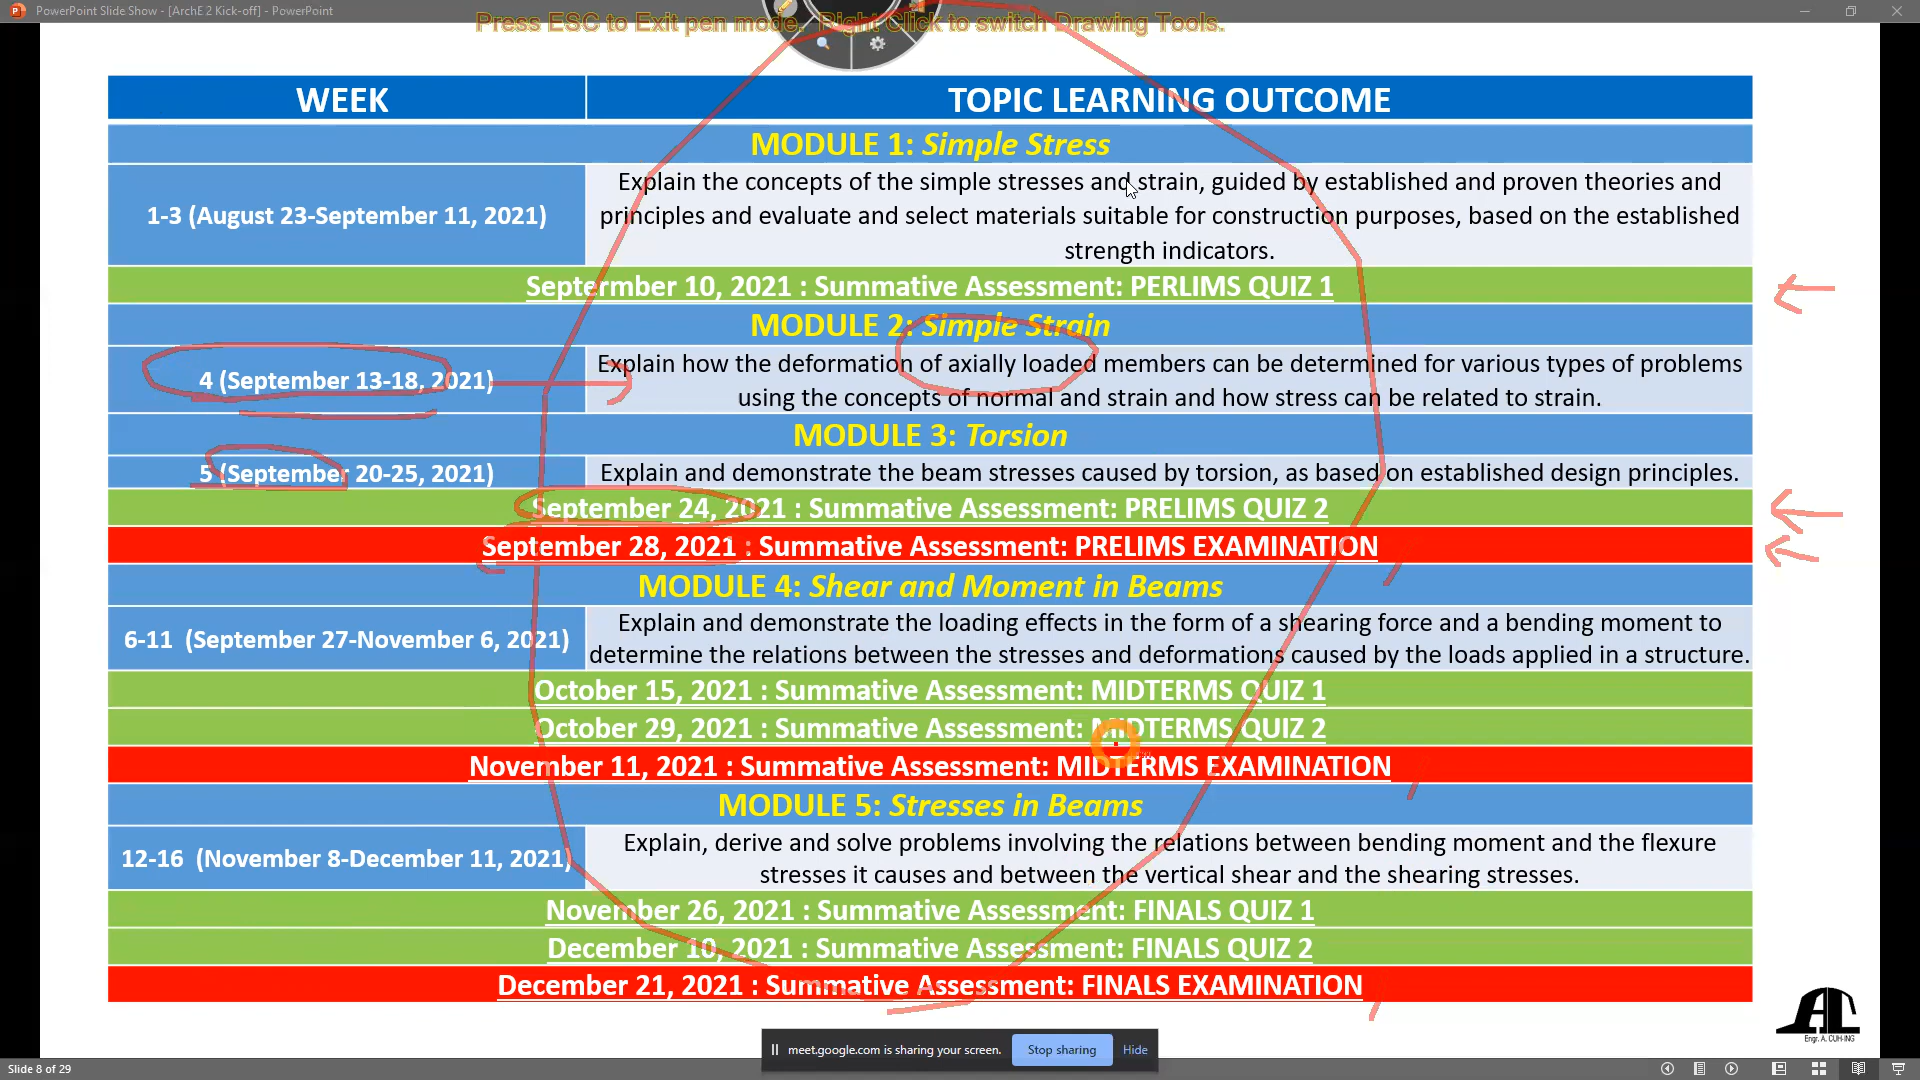 PowerPoint Slide Show - [ArchE 2 Kick-off] - PowerPoint
Press ESC to Exit pen mode. Right Click to switch Drawing Tools.
WEEK TOPIC LEARNING OUTCOME
MODULE 1: Simple Stress
1-3 (August 23-September 11, 2021)
Explain the concepts of the simple stresses and strain, guided by established and proven theories and
principles and evaluate and select materials suitable for construction purposes, based on the established
strength indicators.
Septermber 10, 2021 : Summative Assessment: PERLIMS QUIZ 1
MODULE 2: Simple Strain
4 (September 13-18, 2021)
Explain how the deformation of axially loaded members can be determined for various types of problems
using the concepts of normal and strain and how stress can be related to strain.
MODULE 3: Torsion
5 (September 20-25, 2021)
Explain and demonstrate the beam stresses caused by torsion, as based on established design principles.
September 24, 2021 : Summative Assessment: PRELIMS QUIZ 2
September 28, 2021 : Summative Assessment: PRELIMS EXAMINATION
MODULE 4: Shear and Moment in Beams
6-11 (September 27-November 6, 2021)
Explain and demonstrate the loading effects in the form of a shearing force and a bending moment to
determine the relations between the stresses and deformations caused by the loads applied in a structure.
October 15, 2021 : Summative Assessment: MIDTERMS QUIZ 1
October 29, 2021 : Summative Assessment: MIDTERMS QUIZ 2
November 11, 2021 : Summative Assessment: MIDTERMS EXAMINATION
MODULE 5: Stresses in Beams
12-16 (November 8-December 11, 2021)
Explain, derive and solve problems involving the relations between bending moment and the flexure
stresses it causes and between the vertical shear and the shearing stresses.
November 26, 2021 : Summative Assessment: FINALS QUIZ 1
December 10, 2021 : Summative Assessment: FINALS QUIZ 2
December 21, 2021 : Summative Assessment: FINALS EXAMINATION
Engr. A. CUH-ING
meet.google.com is sharing your screen. Stop sharing Hide
Slide 8 of 29